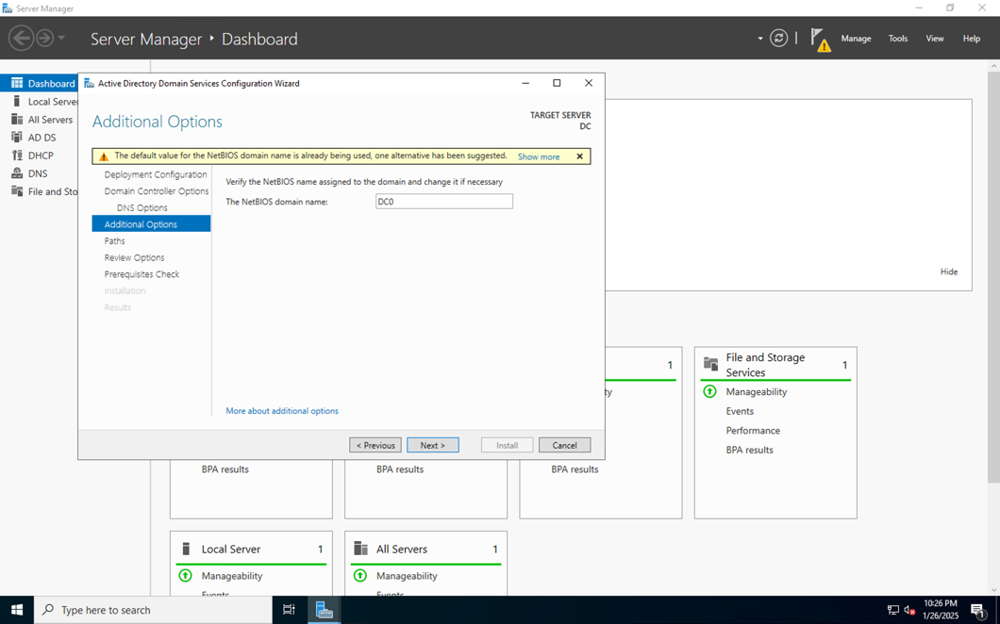 Server Manager
Server Manager ‣ Dashboard
Manage Tools View Help
Dashboard
Local Serve
All Servers
AD DS
DHCP
DNS
File and Sto
Active Directory Domain Services Configuration Wizard
Additional Options
TARGET SERVER
DC
The default value for the NetBIOS domain name is already being used, one alternative has been suggested. Show more
Deployment Configuration
Domain Controller Options
DNS Options
Additional Options
Paths
Review Options
Prerequisites Check
Installation
Results
Verify the NetBIOS name assigned to the domain and change it if necessary
The NetBIOS domain name: DC0
More about additional options
< Previous Next > Install Cancel
Hide
1
ty
BPA results
BPA results
BPA results
File and Storage
Services 1
Manageability
Events
Performance
BPA results
Local Server 1
Manageability
Events
All Servers 1
Manageability
Events
Type here to search
10:26 PM
1/26/2025
1